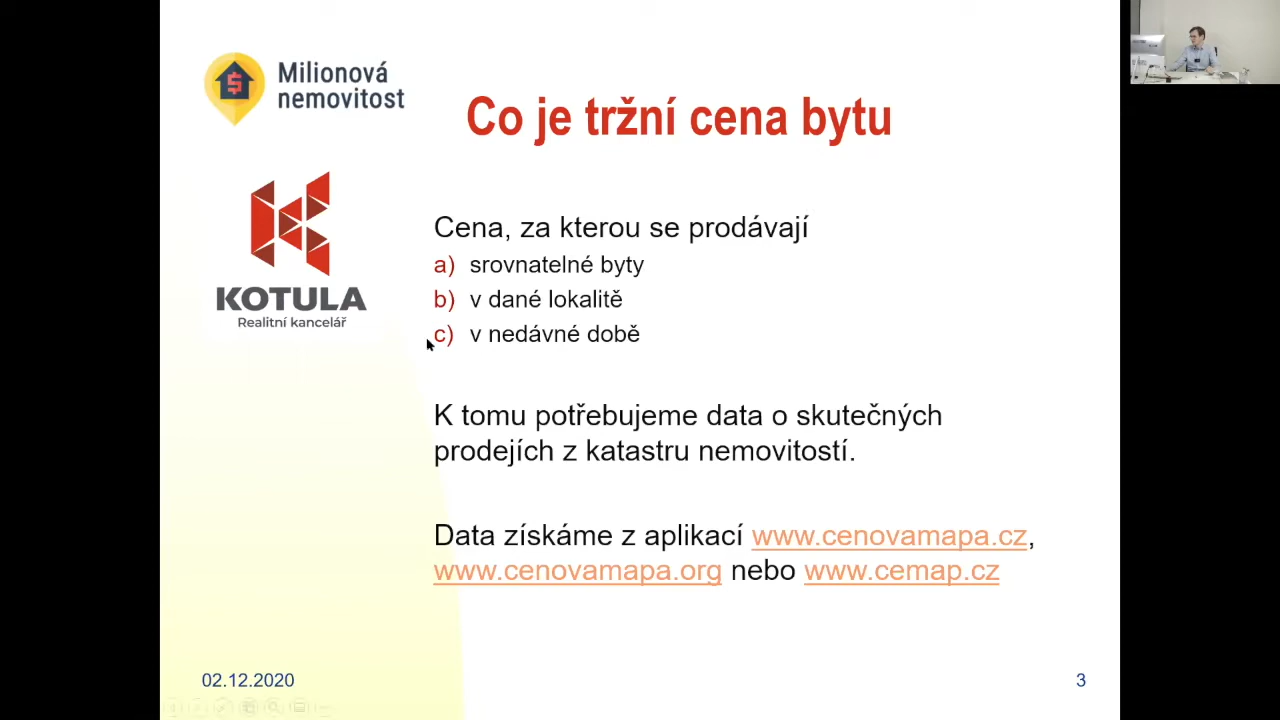 Milionová
nemovitost
Co je tržní cena bytu
KOTULA
Realitní kancelář
Cena, za kterou se prodávají
a) srovnatelné byty
b) v dané lokalitě
c) v nedávné době
K tomu potřebujeme data o skutečných
prodejích z katastru nemovitostí.
Data získáme z aplikací www.cenovamapa.cz,
www.cenovamapa.org nebo www.cemap.cz
02.12.2020
3